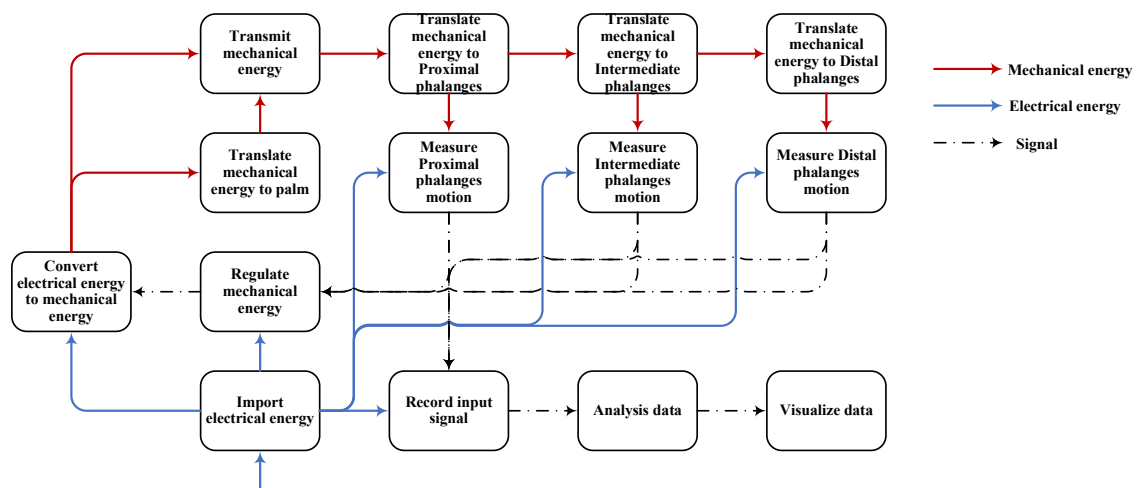 Transmit
mechanical
energy
Translate
mechanical
energy to
Proximal
phalanges
Translate
mechanical
energy to
Intermediate
phalanges
Translate
mechanical
energy to Distal
phalanges
Mechanical energy
Electrical energy
Signal
Translate
mechanical
energy to palm
Measure
Proximal
phalanges
motion
Measure
Intermediate
phalanges
motion
Measure Distal
phalanges
motion
Convert
electrical energy
to mechanical
energy
Regulate
mechanical
energy
Import
electrical energy
Record input
signal
Analysis data
Visualize data